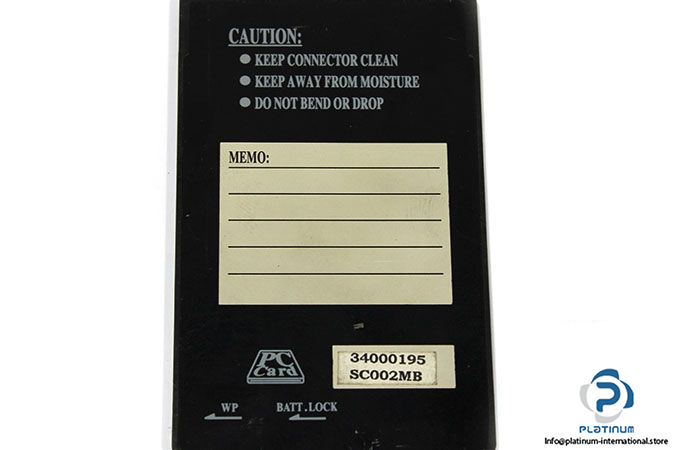 CAUTION:
● KEEP CONNECTOR CLEAN
● KEEP AWAY FROM MOISTURE
● DO NOT BEND OR DROP
MEMO:
PC
Card
34000195
SC002MB
WP
BATT.LOCK
PLATINUM
Info@platinum-international.store